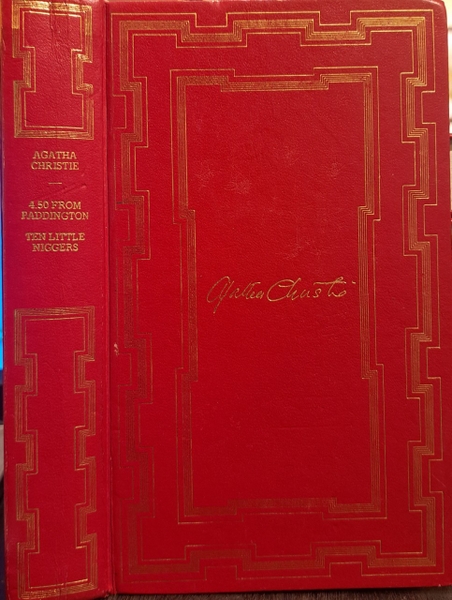 AGATHA
CHRISTIE
4.50 FROM
PADDINGTON
TEN LITTLE
NIGGERS
Agatha Christie